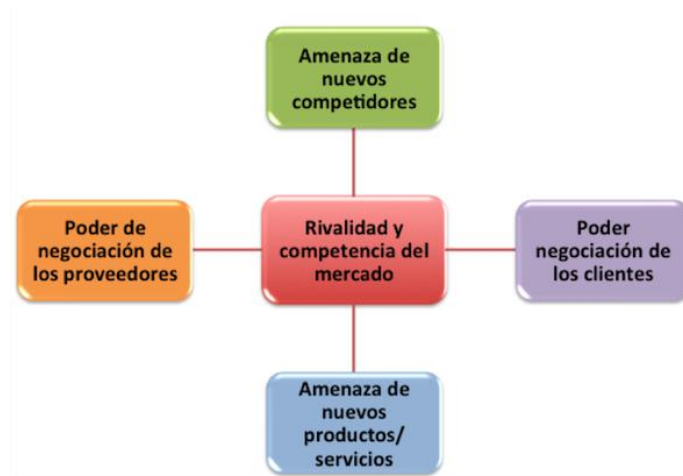 Amenaza de
nuevos
competidores
Poder de
negociación de
los proveedores
Rivalidad y
competencia del
mercado
Poder
negociación de
los clientes
Amenaza de
nuevos
productos/
servicios